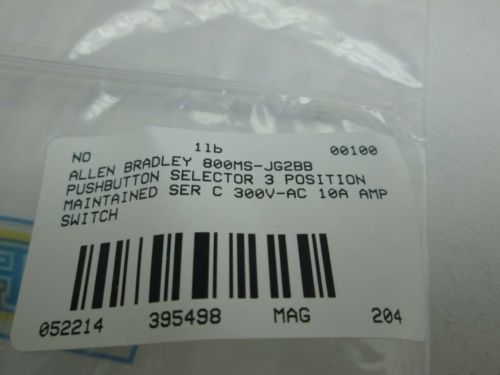 NO 11b 00100
ALLEN BRADLEY 800MS-JG2BB
PUSHBUTTON SELECTOR 3 POSITION
MAINTAINED SER C 300V-AC 10A AMP
SWITCH
052214 395498 MAG 204